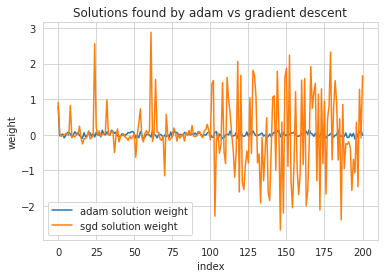 Solutions found by adam vs gradient descent
3
2
1
0
−1
−2
weight
adam solution weight
sgd solution weight
0 25 50 75 100 125 150 175 200
index